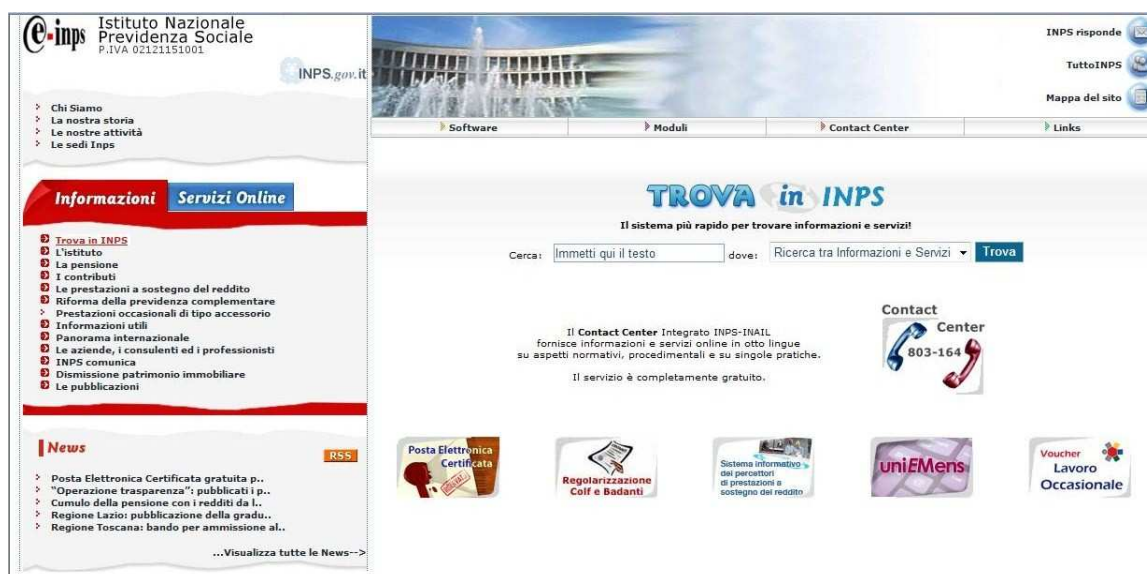 e-inps
Istituto Nazionale
Previdenza Sociale
P.IVA 02121151001
INPS.gov.it
Chi Siamo
La nostra storia
Le nostre attività
Le sedi Inps
INPS risponde
TuttoINPS
Mappa del sito
Software
Moduli
Contact Center
Links
Informazioni
Servizi Online
Trova in INPS
L'istituto
La pensione
I contributi
Le prestazioni a sostegno del reddito
Riforma della previdenza complementare
Prestazioni occasionali di tipo accessorio
Informazioni utili
Panorama internazionale
Le aziende, i consulenti ed i professionisti
INPS comunica
Dismissione patrimonio immobiliare
Le pubblicazioni
News
RSS
Posta Elettronica Certificata gratuita p..
"Operazione trasparenza": pubblicati i p..
Cumulo della pensione con i redditi da l..
Regione Lazio: pubblicazione della gradu..
Regione Toscana: bando per ammissione al..
...Visualizza tutte le News-->
TROVA in INPS
Il sistema più rapido per trovare informazioni e servizi!
Cerca: Immetti qui il testo dove: Ricerca tra Informazioni e Servizi Trova
Il Contact Center Integrato INPS-INAIL
fornisce informazioni e servizi online in otto lingue
su aspetti normativi, procedimentali e su singole pratiche.
Il servizio è completamente gratuito.
Contact
Center
803-164
Posta Elettronica
Certificata
Regolarizzazione
Colf e Badanti
Sistema informativo
dei percettori
di prestazioni a
sostegno del reddito
uniEMens
Voucher
Lavoro
Occasionale